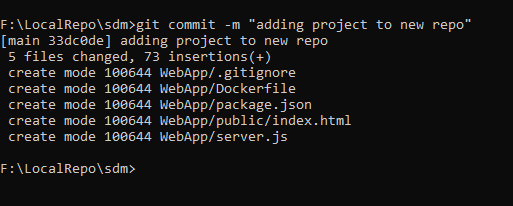 F:\LocalRepo\sdm>git commit -m "adding project to new repo"
[main 33dc0de] adding project to new repo
 5 files changed, 73 insertions(+)
 create mode 100644 WebApp/.gitignore
 create mode 100644 WebApp/Dockerfile
 create mode 100644 WebApp/package.json
 create mode 100644 WebApp/public/index.html
 create mode 100644 WebApp/server.js
F:\LocalRepo\sdm>